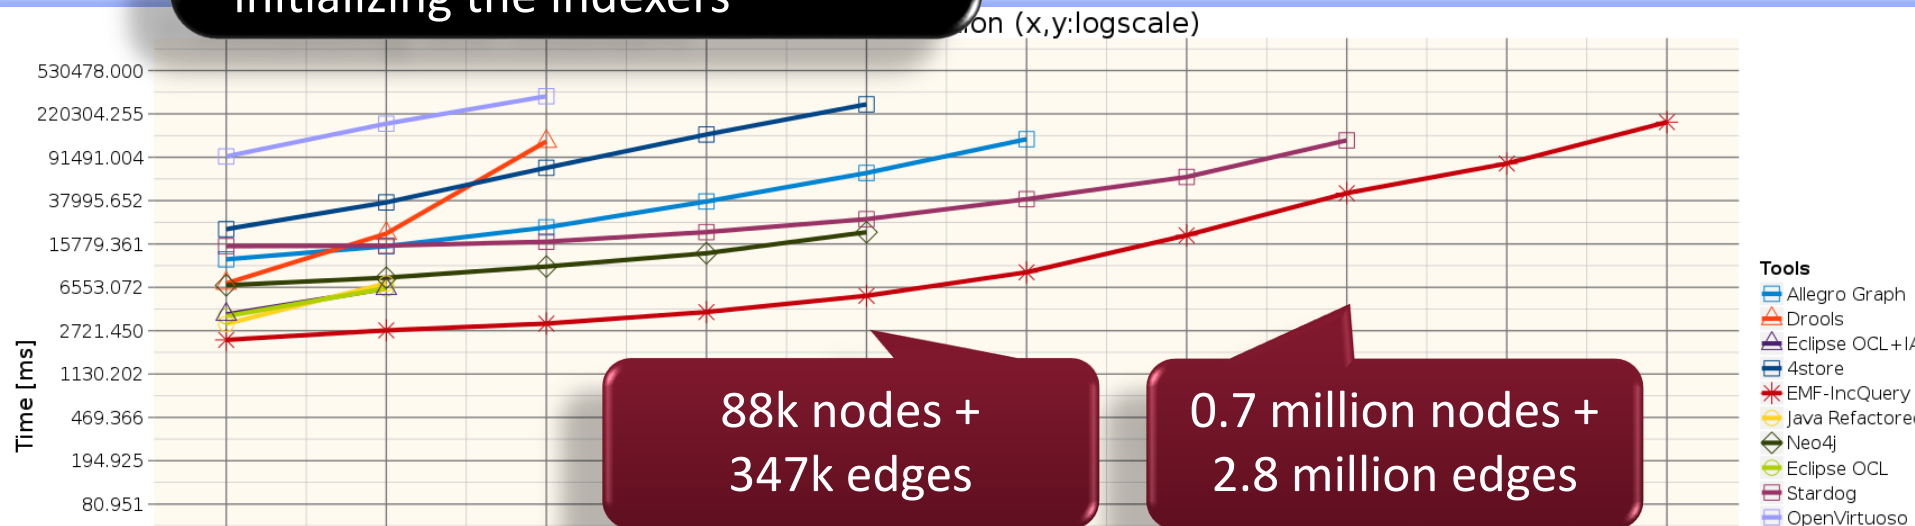 initializing the indexers
on (x,y:logscale)
530478.000
220304.255
91491.004
37995.652
15779.361
6553.072
2721.450
1130.202
469.366
194.925
80.951
Time [ms]
88k nodes +
347k edges
0.7 million nodes +
2.8 million edges
Tools
Allegro Graph
Drools
Eclipse OCL+IA
4store
EMF-IncQuery
Java Refactored
Neo4j
Eclipse OCL
Stardog
OpenVirtuoso